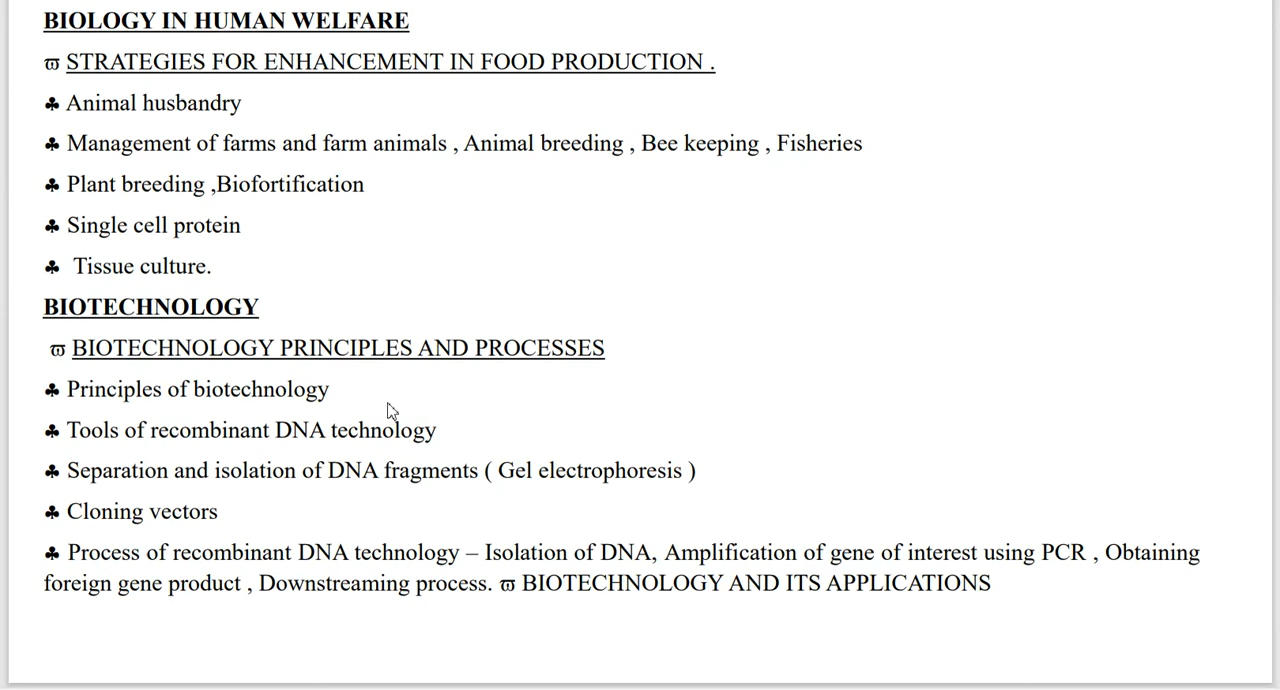 BIOLOGY IN HUMAN WELFARE
ϖ STRATEGIES FOR ENHANCEMENT IN FOOD PRODUCTION .
♣ Animal husbandry
♣ Management of farms and farm animals , Animal breeding , Bee keeping , Fisheries
♣ Plant breeding ,Biofortification
♣ Single cell protein
♣ Tissue culture.
BIOTECHNOLOGY
ϖ BIOTECHNOLOGY PRINCIPLES AND PROCESSES
♣ Principles of biotechnology
♣ Tools of recombinant DNA technology
♣ Separation and isolation of DNA fragments ( Gel electrophoresis )
♣ Cloning vectors
♣ Process of recombinant DNA technology – Isolation of DNA, Amplification of gene of interest using PCR , Obtaining
foreign gene product , Downstreaming process. ϖ BIOTECHNOLOGY AND ITS APPLICATIONS